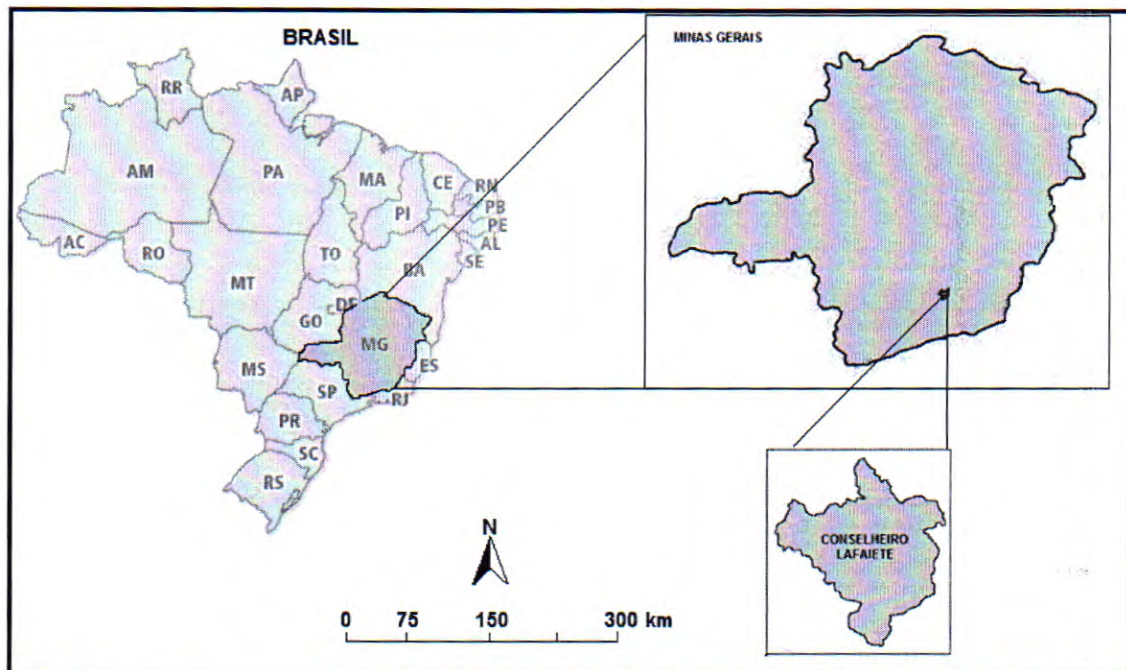 BRASIL
MINAS GERAIS
RR
AP
AM
PA
MA
CE
RN
PI
PB
PE
AC
RO
TO
AL
SE
MT
BA
DF
GO
MG
MS
ES
SP
RJ
PR
SC
RS
CONSELHEIRO
LAFAIETE
N
0 75 150 300 km